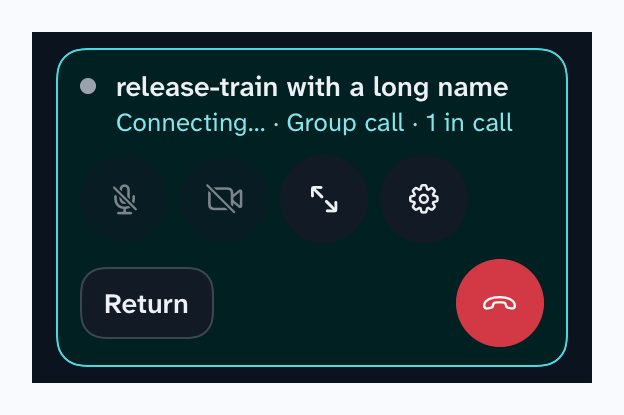 release-train with a long name
Connecting… · Group call · 1 in call
Return